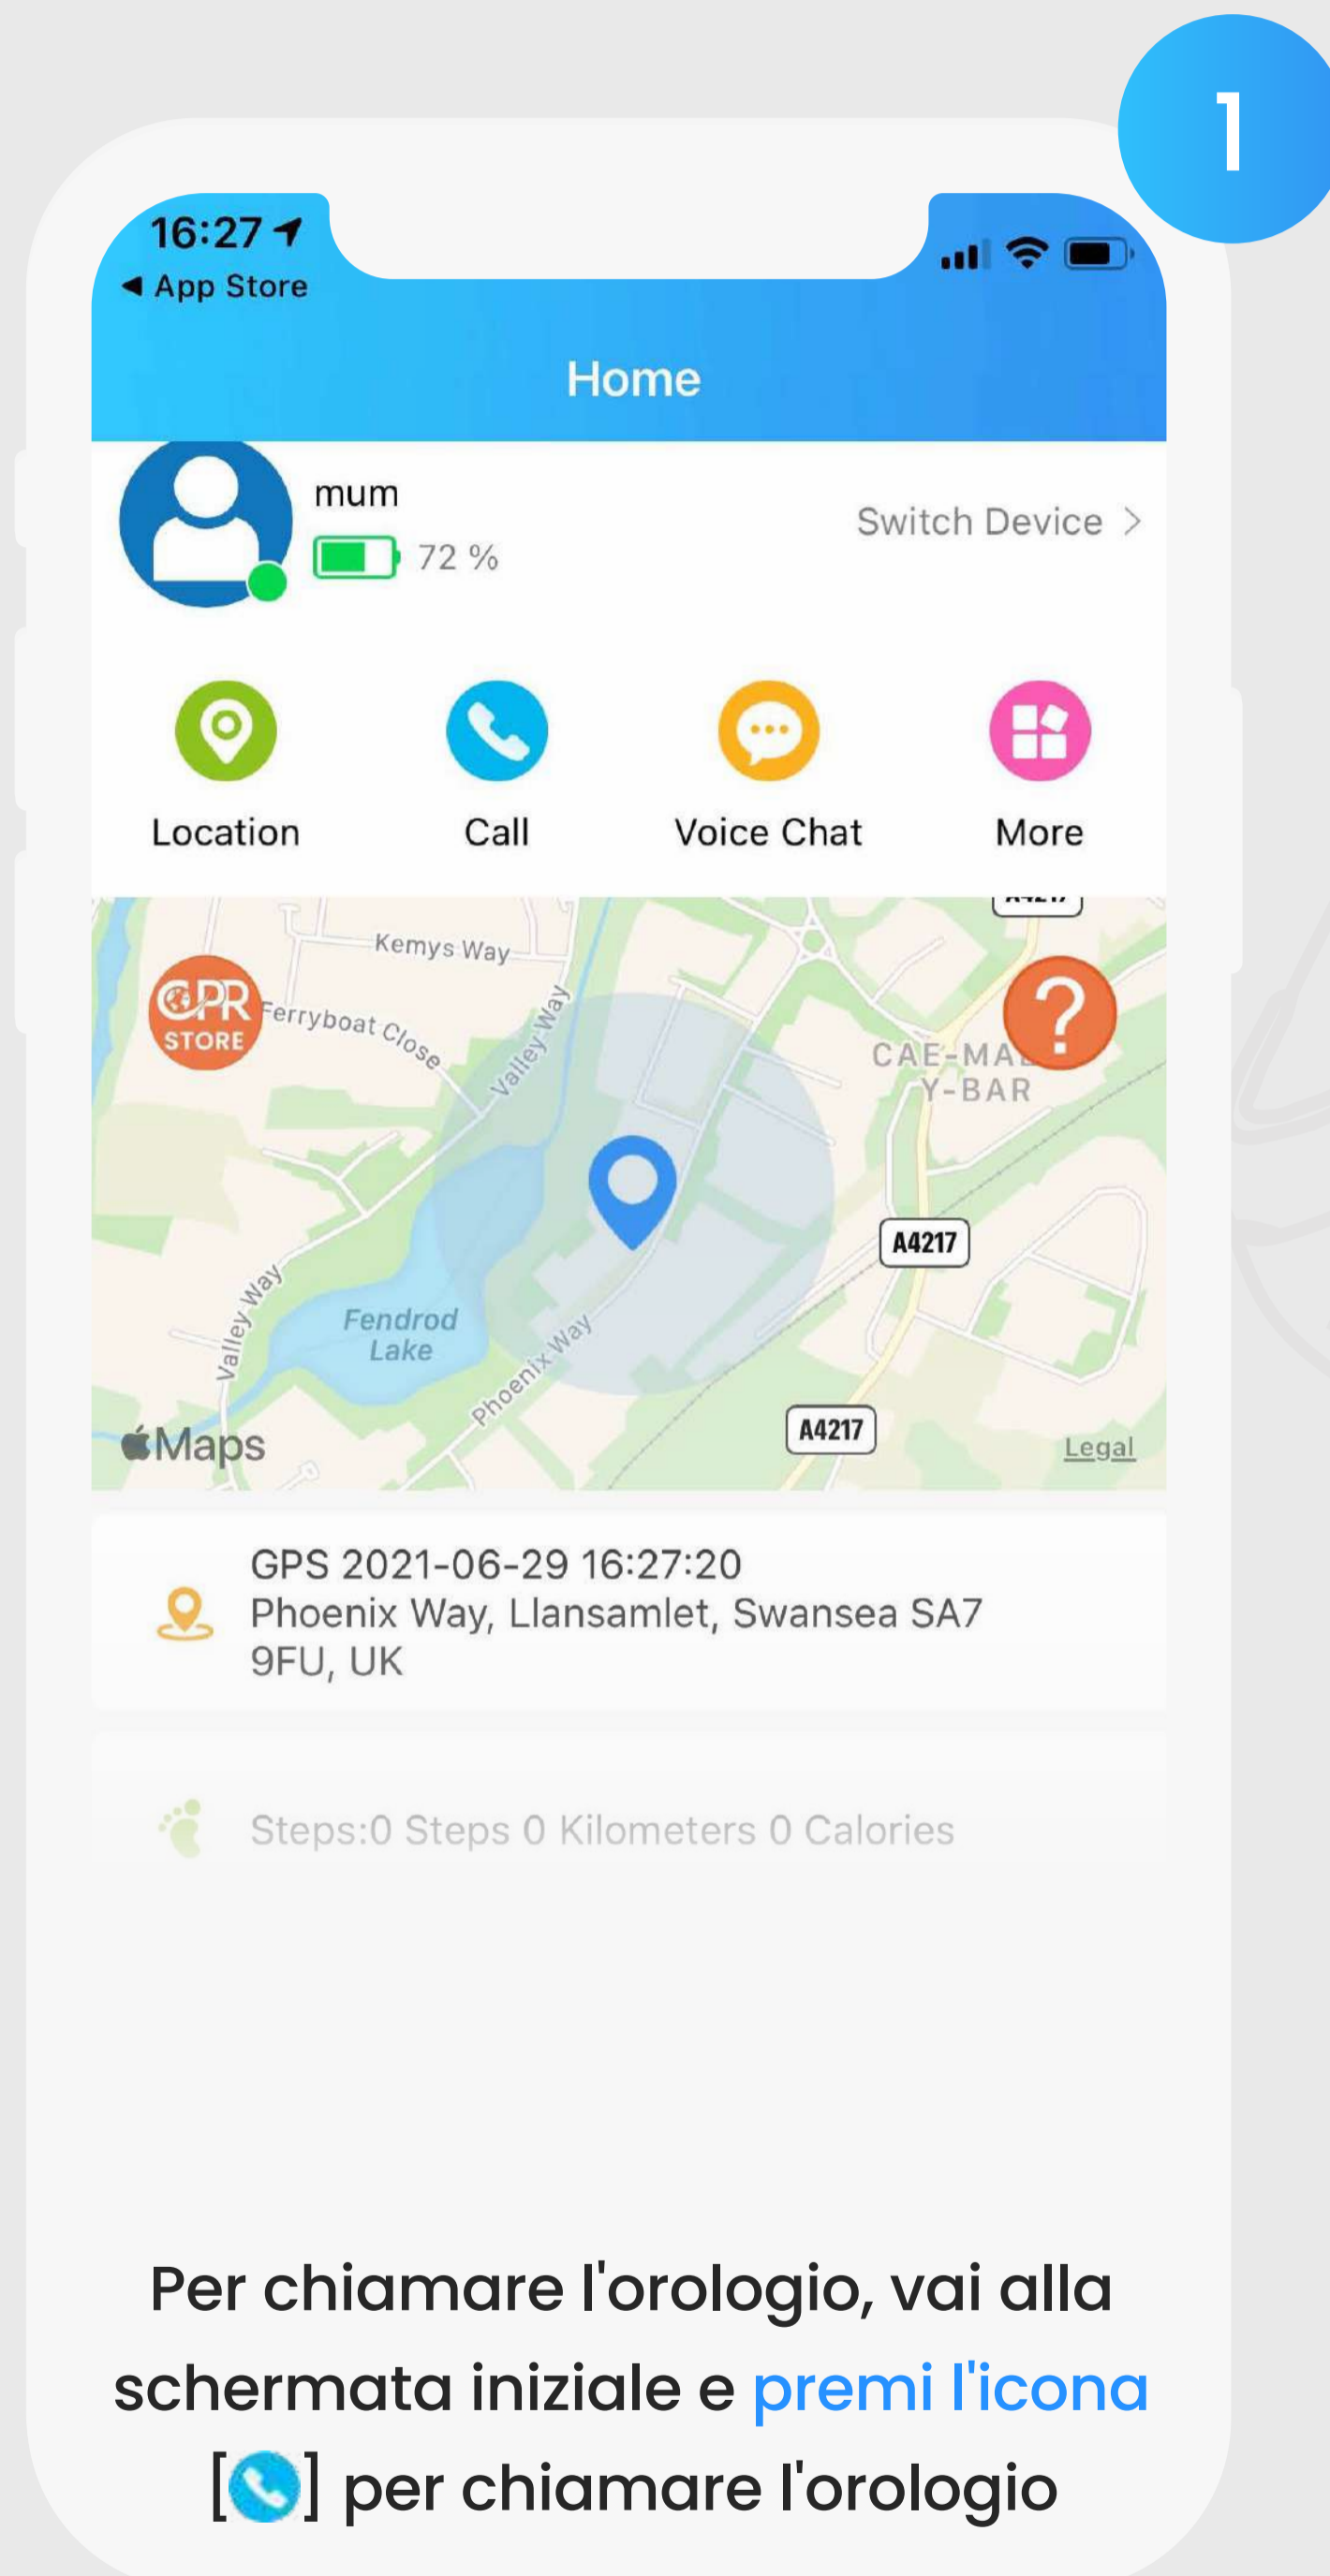 1
16:27
App Store
Home
mum
72 %
Switch Device
Location
Call
Voice Chat
More
Kemys Way
CPR
STORE
Ferryboat Close
Valley Way
CAE-MA
Y-BAR
A4217
Valley Way
Fendrod
Lake
Phoenix Way
A4217
Maps
Legal
GPS 2021-06-29 16:27:20
Phoenix Way, Llansamlet, Swansea SA7
9FU, UK
Steps:0 Steps 0 Kilometers 0 Calories
Per chiamare l'orologio, vai alla
schermata iniziale e premi l'icona
[] per chiamare l'orologio